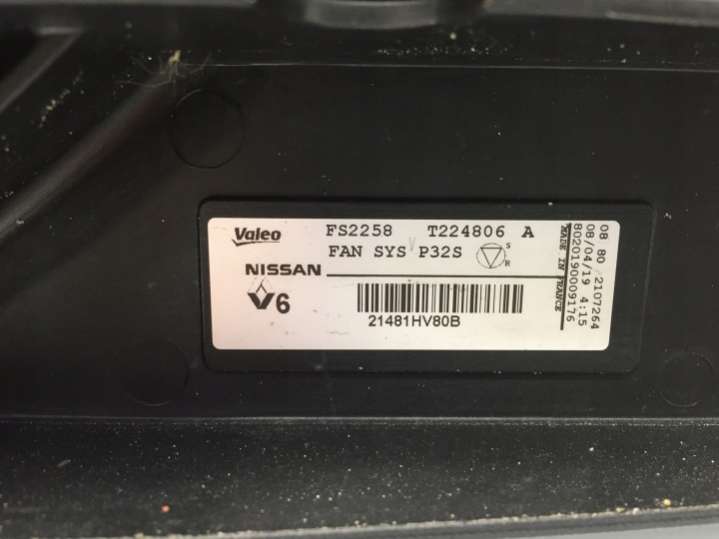 Valeo FS2258 T224806 A
FAN SYS V P32S S R
NISSAN
V6
21481HV80B
MADE IN FRANCE
80201900009176
08/04/19 4:15
08 80 2107264